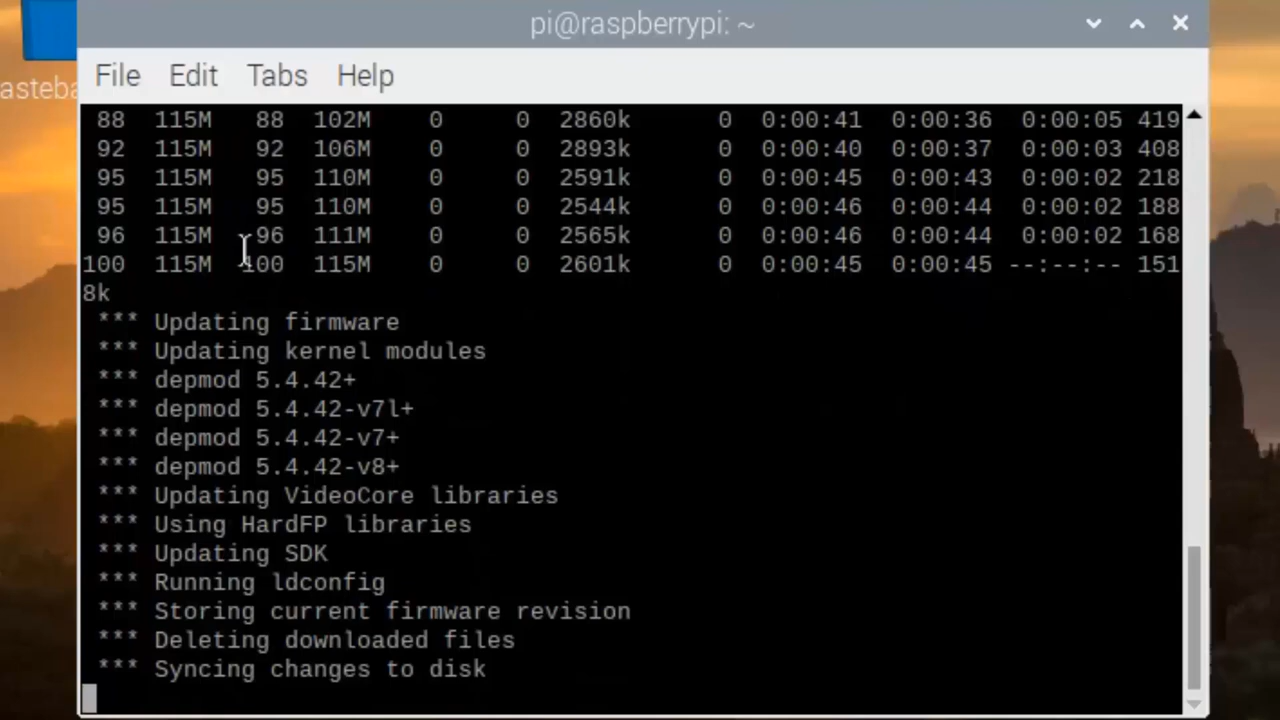 pi@raspberrypi: ~
asteba
File Edit Tabs Help
88 115M 88 102M 0 0 2860k 0 0:00:41 0:00:36 0:00:05 419
92 115M 92 106M 0 0 2893k 0 0:00:40 0:00:37 0:00:03 408
95 115M 95 110M 0 0 2591k 0 0:00:45 0:00:43 0:00:02 218
95 115M 95 110M 0 0 2544k 0 0:00:46 0:00:44 0:00:02 188
96 115M 96 111M 0 0 2565k 0 0:00:46 0:00:44 0:00:02 168
100 115M 100 115M 0 0 2601k 0 0:00:45 0:00:45 --:--:-- 151
8k
*** Updating firmware
*** Updating kernel modules
*** depmod 5.4.42+
*** depmod 5.4.42-v7l+
*** depmod 5.4.42-v7+
*** depmod 5.4.42-v8+
*** Updating VideoCore libraries
*** Using HardFP libraries
*** Updating SDK
*** Running ldconfig
*** Storing current firmware revision
*** Deleting downloaded files
*** Syncing changes to disk